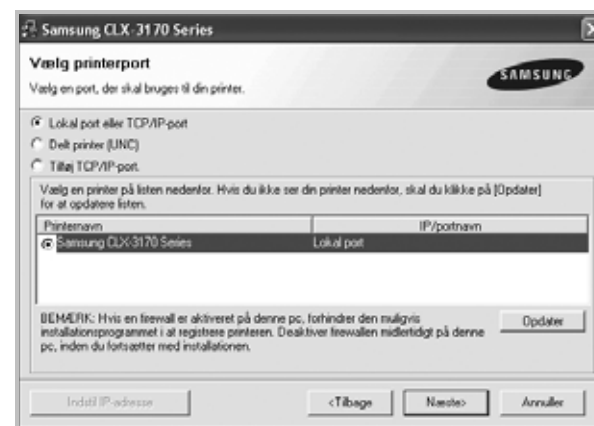 Samsung CLX-3170 Series
Vælg printerport
Vælg en port, der skal bruges til din printer.
SAMSUNG
Lokal port eller TCP/IP-port
Delt printer (UNC)
Tilføj TCP/IP-port.
Vælg en printer på listen nedenfor. Hvis du ikke ser din printer nedenfor, skal du klikke på [Opdater]
for at opdatere listen.
Printernavn IP/portnavn
Samsung CLX-3170 Series Lokal port
BEMÆRK: Hvis en firewall er aktiveret på denne pc, forhindrer den muligvis
installationsprogrammet i at registrere printeren. Deaktiver firewallen midlertidigt på denne
pc, inden du fortsætter med installationen.
Opdater
Indstil IP-adresse <Tilbage Næste> Annuller